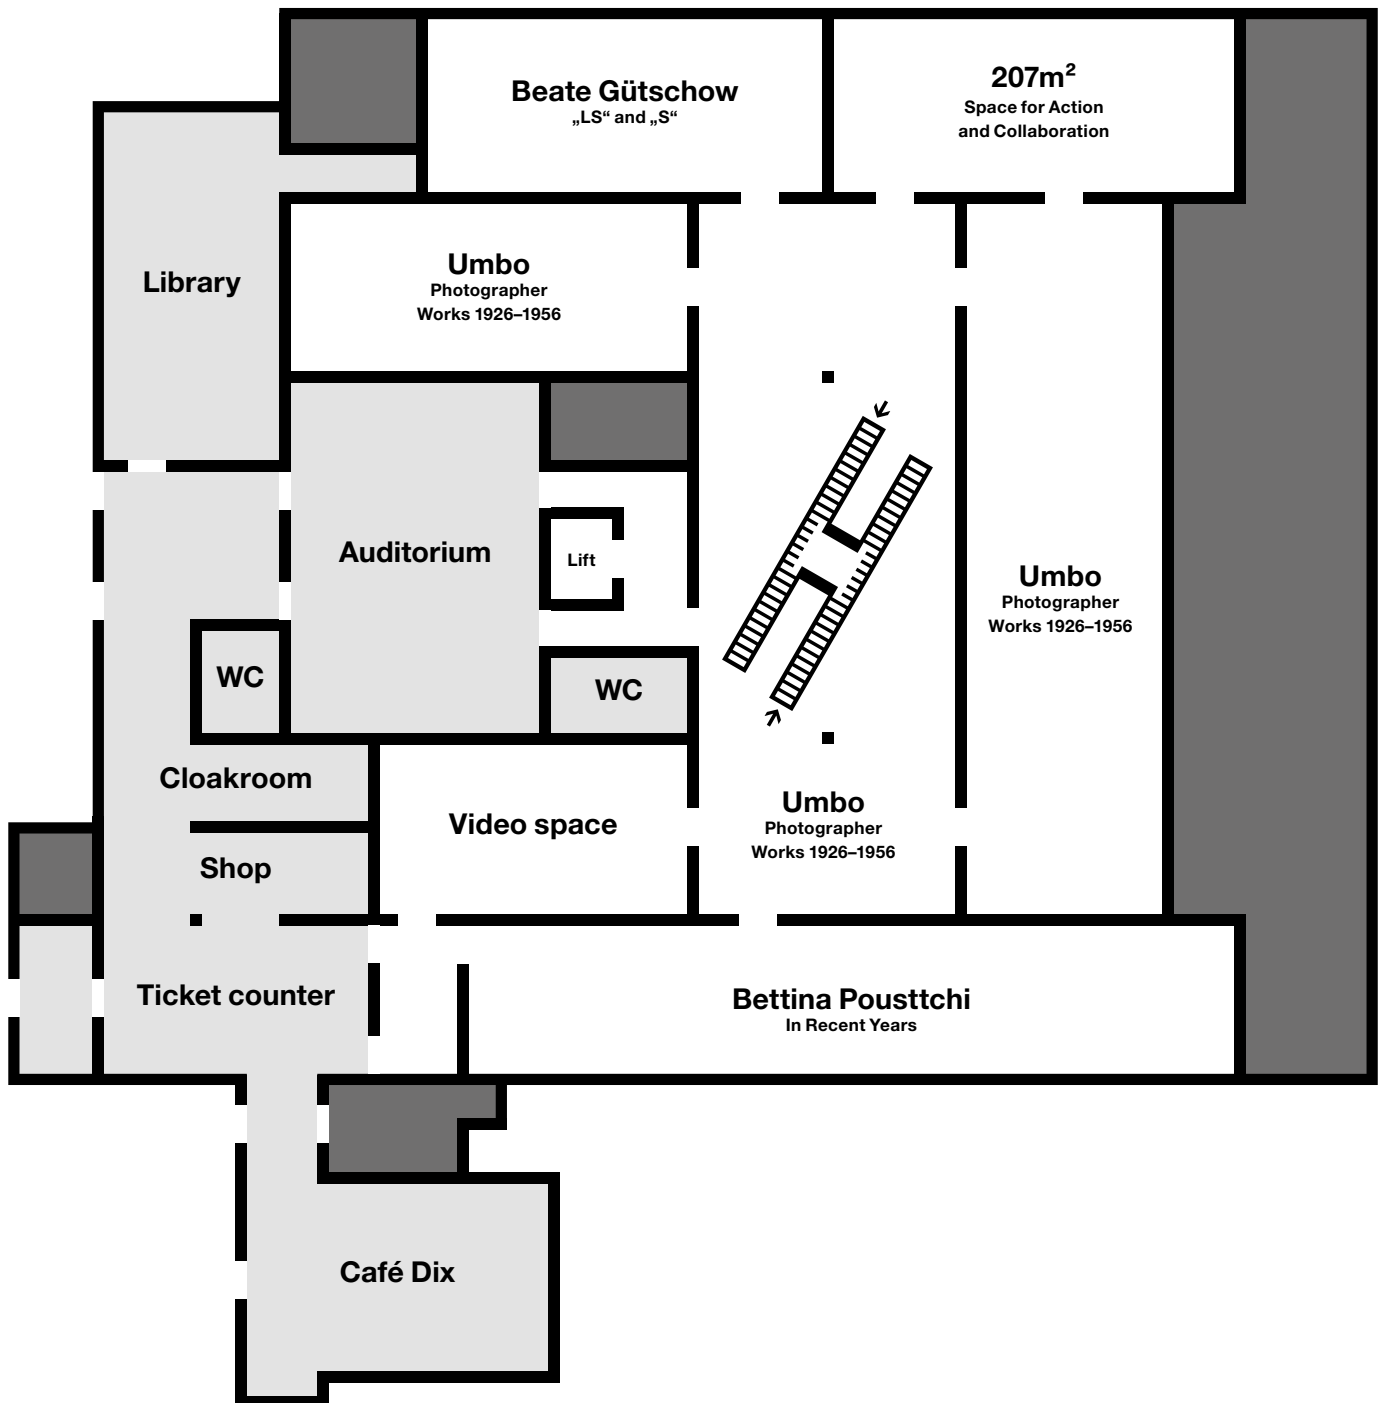 Beate Gütschow
„LS“ and „S“
207m²
Space for Action
and Collaboration
Library
Umbo
Photographer
Works 1926–1956
Auditorium
Lift
Umbo
Photographer
Works 1926–1956
WC
WC
Cloakroom
Video space
Umbo
Photographer
Works 1926–1956
Shop
Ticket counter
Bettina Pousttchi
In Recent Years
Café Dix